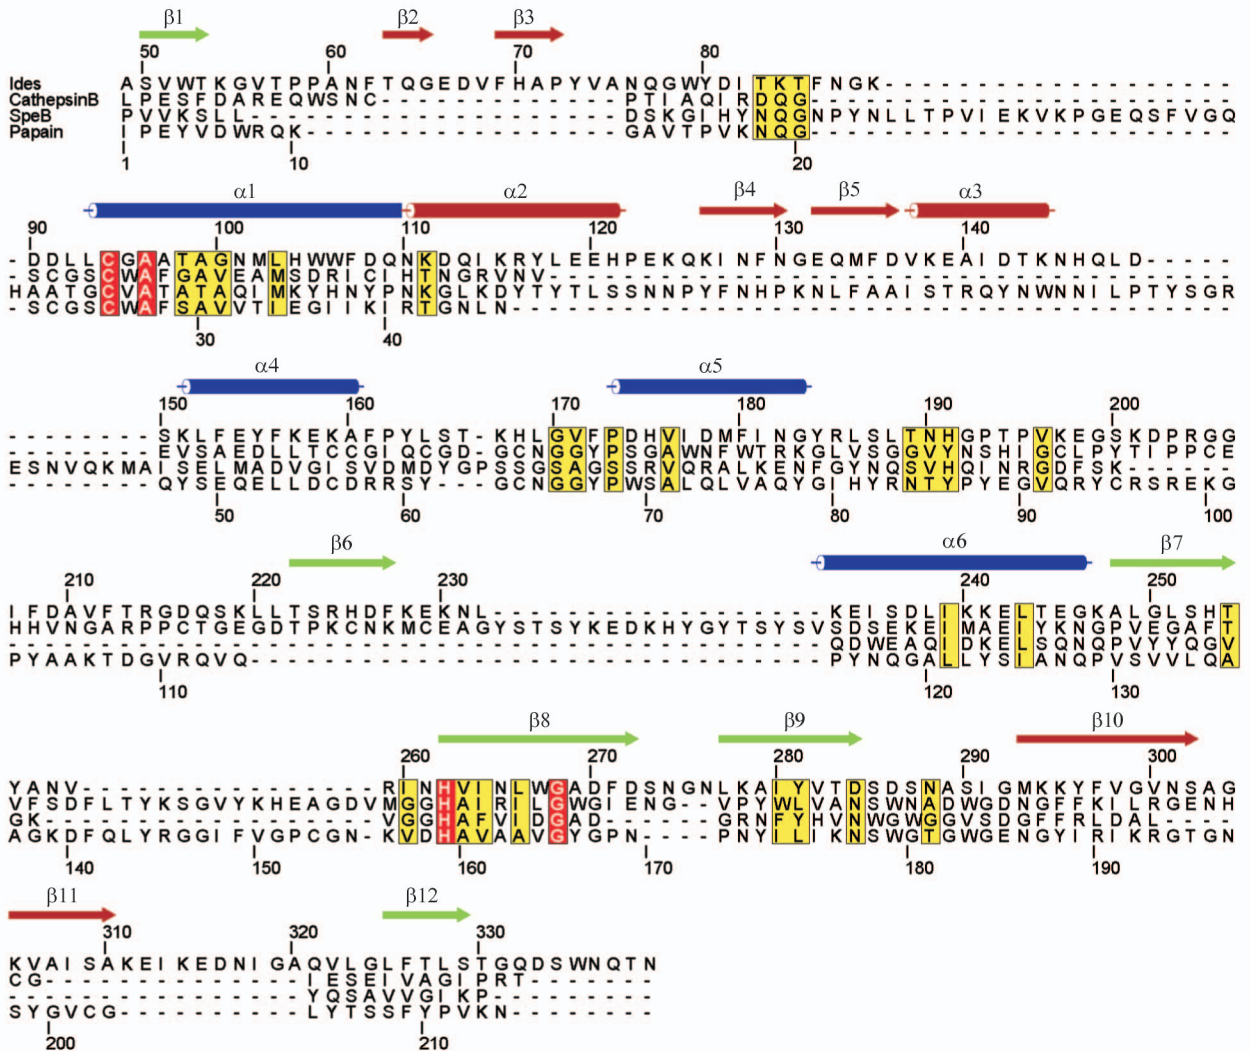 β1 β2 β3
50 60 70 80
Ides A S V W T K G V T P P A N F T Q G E D V F H A P Y V A N Q G W Y D I T K T F N G K - - - - - - - - - - - - - - - - - - -
CathepsinB L P E S F D A R E Q W S N C - - - - - - - - - - - - - P T I A Q I R D Q G - - - - - - - - - - - - - - - - - - - - - - -
SpeB P V V K S L L - - - - - - - - - - - - - - - - - - - - D S K G I H Y N Q G N P Y N L L T P V I E K V K P G E Q S F V G Q
Papain I P E Y V D W R Q K - - - - - - - - - - - - - - - - - G A V T P V K N Q G - - - - - - - - - - - - - - - - - - - - - - -
1 10 20
α1 α2 β4 β5 α3
90 100 110 120 130 140
- D D L L C G A A T A G N M L H W W F D Q N K D Q I K R Y L E E H P E K Q K I N F N G E Q M F D V K E A I D T K N H Q L D - - - - -
- S C G S C W A F G A V E A M S D R I C I H T N G R V N V - - - - - - - - - - - - - - - - - - - - - - - - - - - - - - - - - - - - -
H A A T G C V A T A T A Q I M K Y H N Y P N K G L K D Y T Y T L S S N N P Y F N H P K N L F A A I S T R Q Y N W N N I L P T Y S G R
- S C G S C W A F S A V V T I E G I I K I R T G N L N - - - - - - - - - - - - - - - - - - - - - - - - - - - - - - - - - - - - - - -
30 40
α4 α5
150 160 170 180 190 200
- - - - - - - - S K L F E Y F K E K A F P Y L S T - K H L G V F P D H V I D M F I N G Y R L S L T N H G P T P V K E G S K D P R G G
- - - - - - - - E V S A E D L L T C C G I Q C G D - G C N G G Y P S G A W N F W T R K G L V S G G V Y N S H I G C L P Y T I P P C E
E S N V Q K M A I S E L M A D V G I S V D M D Y G P S S G S A G S S R V Q R A L K E N F G Y N Q S V H Q I N R G D F S K - - - - -
- - - - - - - - Q Y S E Q E L L D C D R R S Y - - - G C N G G Y P W S A L Q L V A Q Y G I H Y R N T Y P Y E G V Q R Y C R S R E K G
50 60 70 80 90 100
β6 α6 β7
210 220 230 240 250
I F D A V F T R G D Q S K L L T S R H D F K E K N L - - - - - - - - - - - - - - - - - - K E I S D L I K K E L T E G K A L G L S H T
H H V N G A R P P C T G E G D T P K C N K M C E A G Y S T S Y K E D K H Y G Y T S Y S V S D S E K E I M A E I Y K N G P V E G A F T
- - - - - - - - - - - - - - - - - - - - - - - - - - - - - - - - - - - - - - - - - - - - Q D W E A Q I D K E L S Q N Q P V Y Y Q G V
P Y A A K T D G V R Q V Q - - - - - - - - - - - - - - - - - - - - - - - - - - - - - - - P Y N Q G A L L Y S I A N Q P V S V V L Q A
110 120 130
β8 β9 β10
260 270 280 290 300
Y A N V - - - - - - - - - - - - - - - - R I N H V I N L W G A D F D S N G N L K A I Y V T D S D S N A S I G M K K Y F V G V N S A G
V F S D F L T Y K S G V Y K H E A G D V M G G H A I R I L G W G I E N G - - V P Y W L V A N S W N A D W G D N G F F K I L R G E N H
G K - - - - - - - - - - - - - - - - - - V G G H A F V I D G A D - - - - - - G R N F Y H V N W G W G G V S D G F F R L D A L - - - -
A G K D F Q L Y R G G I F V G P C G N - K V D H A V A A V G Y G P N - - - - P N Y I L I K N S W G T G W G E N G Y I R I K R G T G N
140 150 160 170 180 190
β11 β12
310 320 330
K V A I S A K E I K E D N I G A Q V L G L F T L S T G Q D S W N Q T N
C G - - - - - - - - - - - - - - I E S E I V A G I P R T - - - - - - -
- - - - - - - - - - - - - - - - Y Q S A V V G I K P - - - - - - - - -
S Y G V C G - - - - - - - - - - L Y T S S F Y P V K N - - - - - - - -
200 210